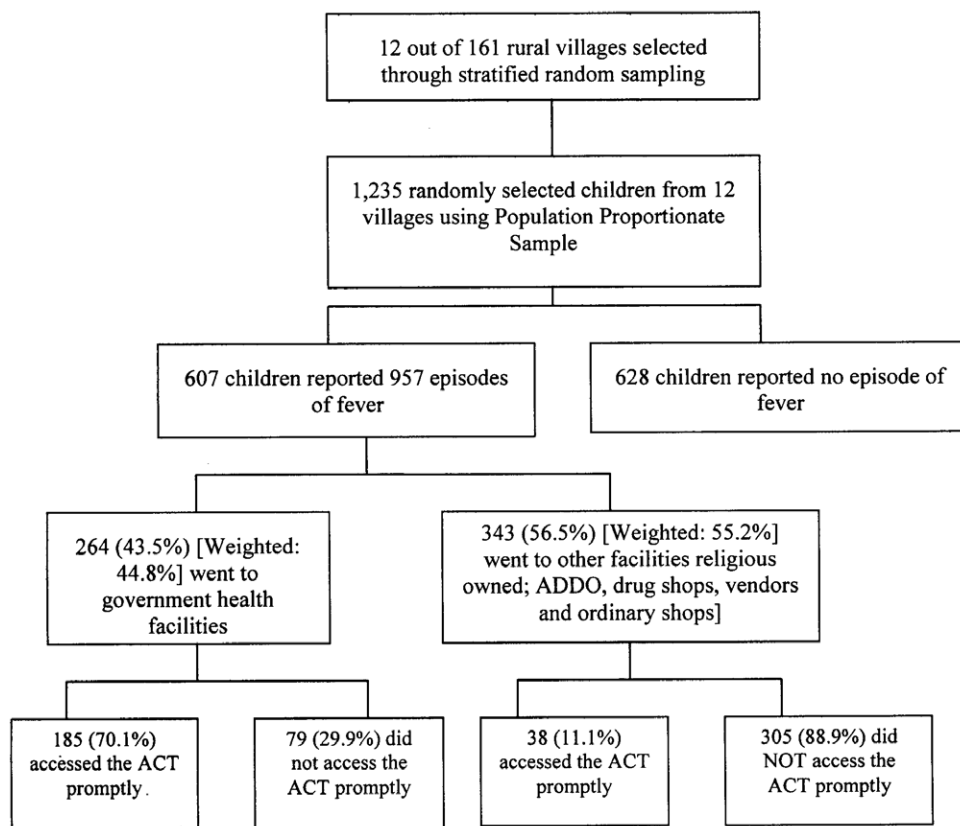 12 out of 161 rural villages selected
through stratified random sampling
1,235 randomly selected children from 12
villages using Population Proportionate
Sample
607 children reported 957 episodes
of fever
628 children reported no episode of
fever
264 (43.5%) [Weighted:
44.8%] went to
government health
facilities
343 (56.5%) [Weighted: 55.2%]
went to other facilities religious
owned; ADDO, drug shops, vendors
and ordinary shops]
185 (70.1%)
accessed the ACT
promptly.
79 (29.9%) did
not access the
ACT promptly
38 (11.1%)
accessed the ACT
promptly
305 (88.9%) did
NOT access the
ACT promptly